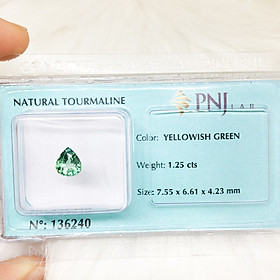 NATURAL TOURMALINE
PNJ
LAB
Color: YELLOWISH GREEN
Weight: 1.25 cts
Size: 7.55 x 6.61 x 4.23 mm
Nº: 136240